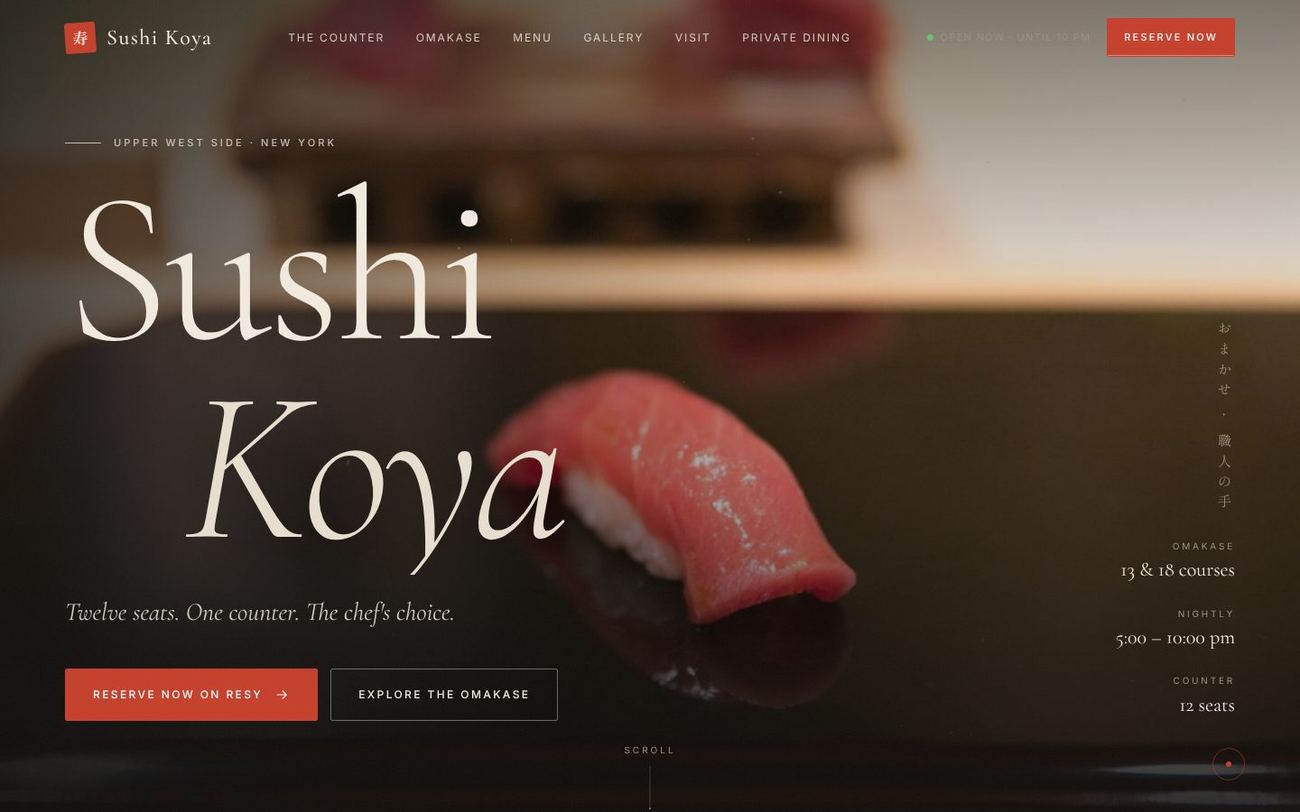 寿 Sushi Koya
THE COUNTER OMAKASE MENU GALLERY VISIT PRIVATE DINING
OPEN NOW · UNTIL 10 PM
RESERVE NOW
UPPER WEST SIDE · NEW YORK
Sushi
Koya
Twelve seats. One counter. The chef's choice.
RESERVE NOW ON RESY →
EXPLORE THE OMAKASE
おまかせ · 職人の手
OMAKASE
13 & 18 courses
NIGHTLY
5:00 – 10:00 pm
COUNTER
12 seats
SCROLL